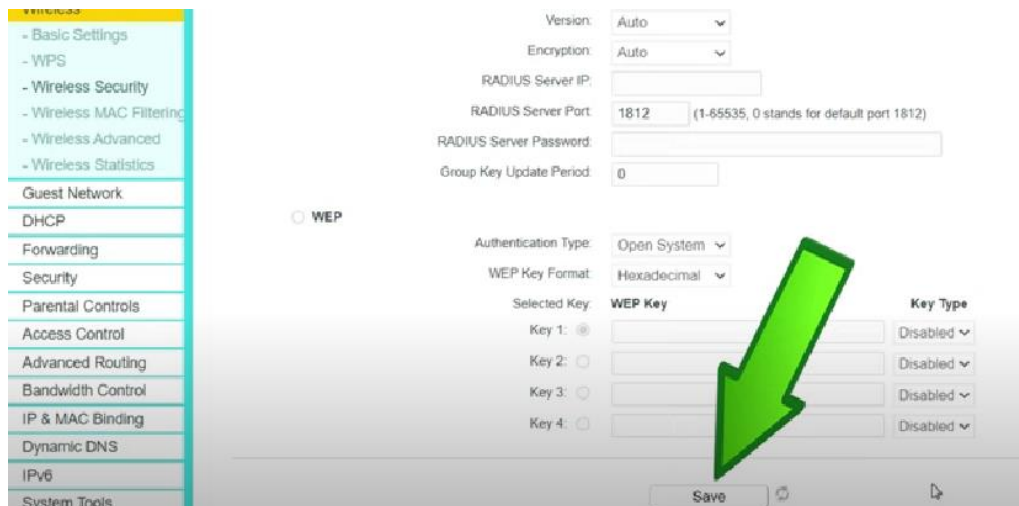 Wireless
- Basic Settings
- WPS
- Wireless Security
- Wireless MAC Filtering
- Wireless Advanced
- Wireless Statistics
Guest Network
DHCP
Forwarding
Security
Parental Controls
Access Control
Advanced Routing
Bandwidth Control
IP & MAC Binding
Dynamic DNS
IPv6
System Tools
Version: Auto
Encryption: Auto
RADIUS Server IP:
RADIUS Server Port: 1812 (1-65535, 0 stands for default port 1812)
RADIUS Server Password:
Group Key Update Period: 0
WEP
Authentication Type: Open System
WEP Key Format: Hexadecimal
Selected Key: WEP Key Key Type
Key 1: Disabled
Key 2: Disabled
Key 3: Disabled
Key 4: Disabled
Save